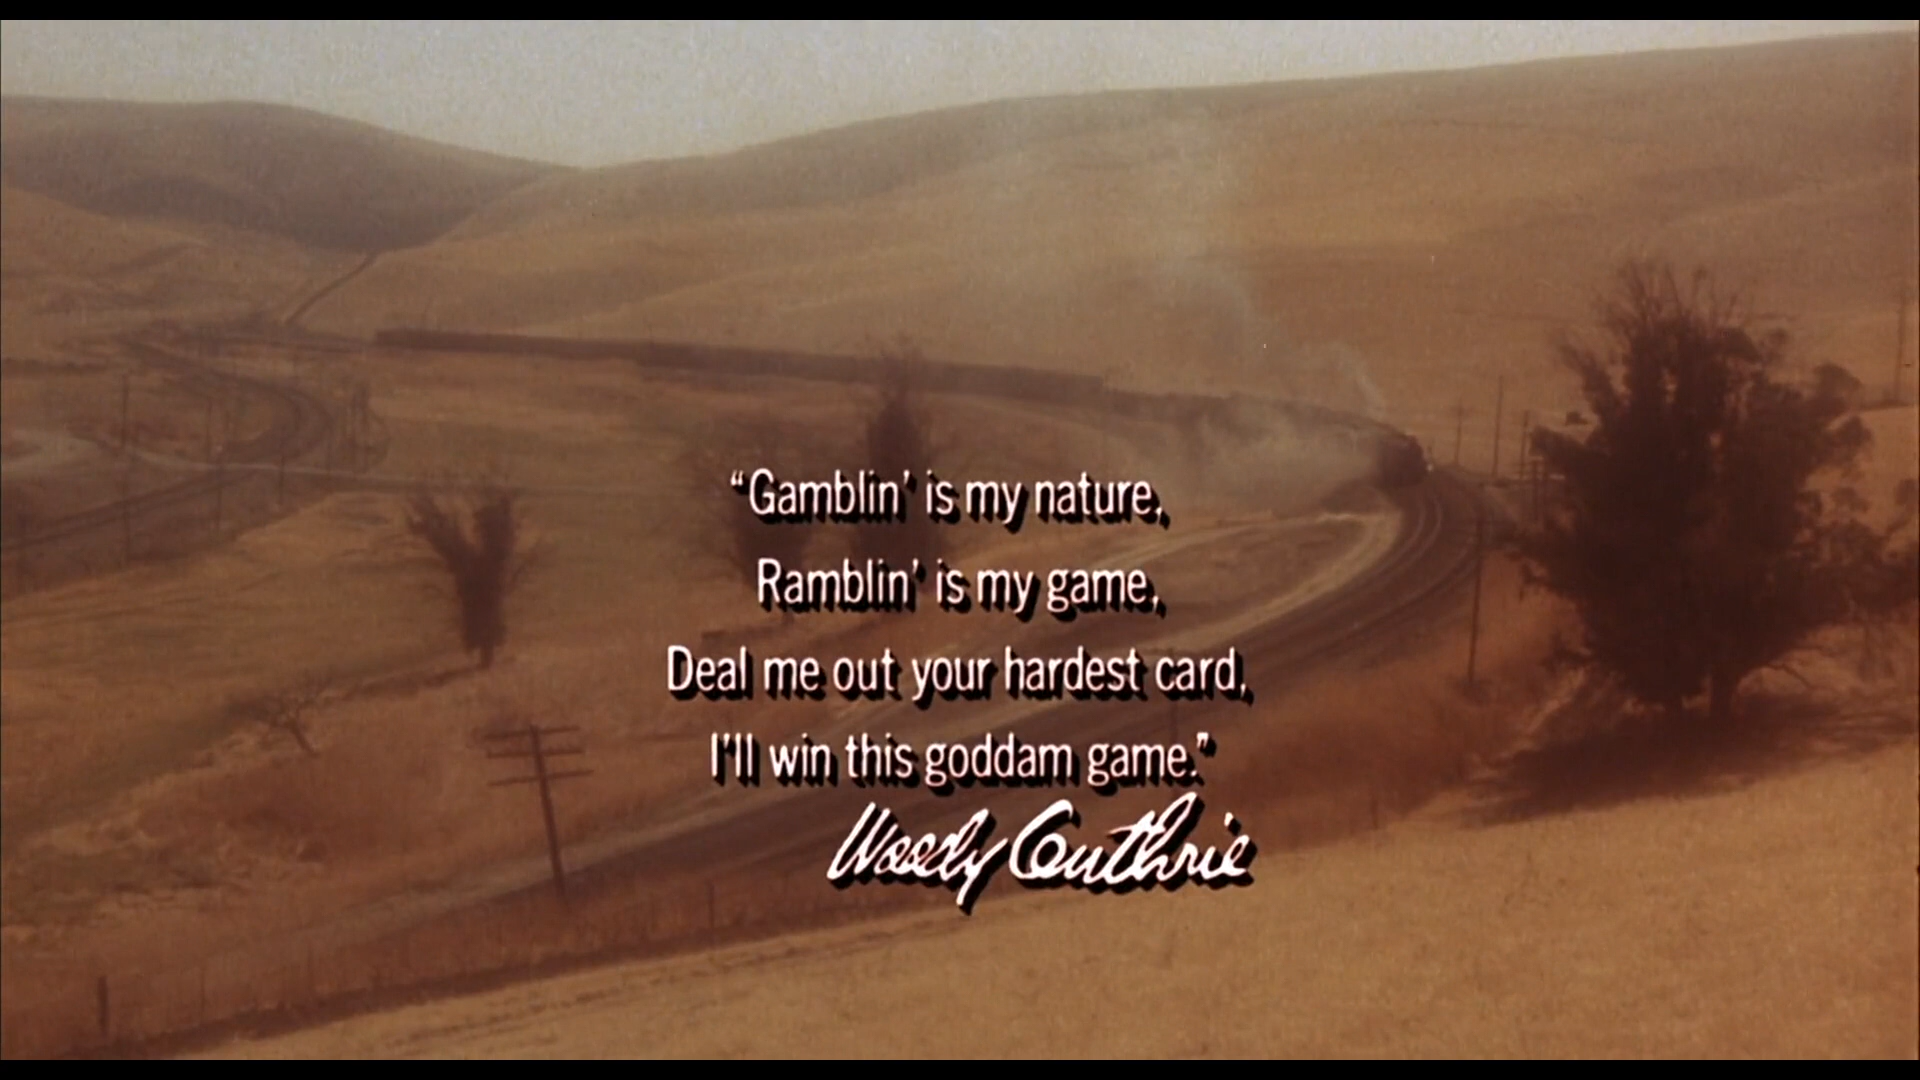 “Gamblin’ is my nature,
Ramblin’ is my game,
Deal me out your hardest card,
I’ll win this goddam game.”
Woody Guthrie